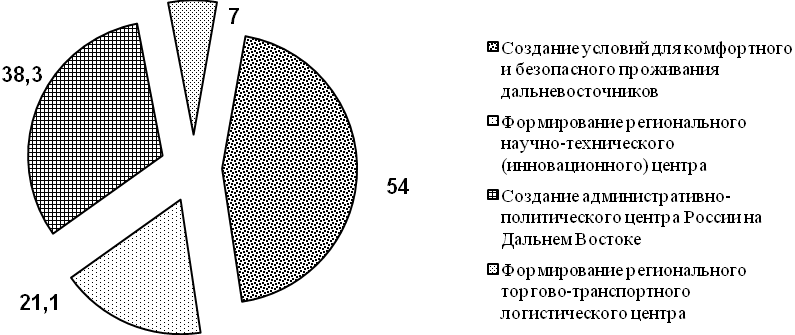 7
38,3
54
21,1
Создание условий для комфортного
и безопасного проживания
дальневосточников
Формирование регионального
научно-технического
(инновационного) центра
Создание административно-
политического центра России на
Дальнем Востоке
Формирование регионального
торгово-транспортного
логистического центра